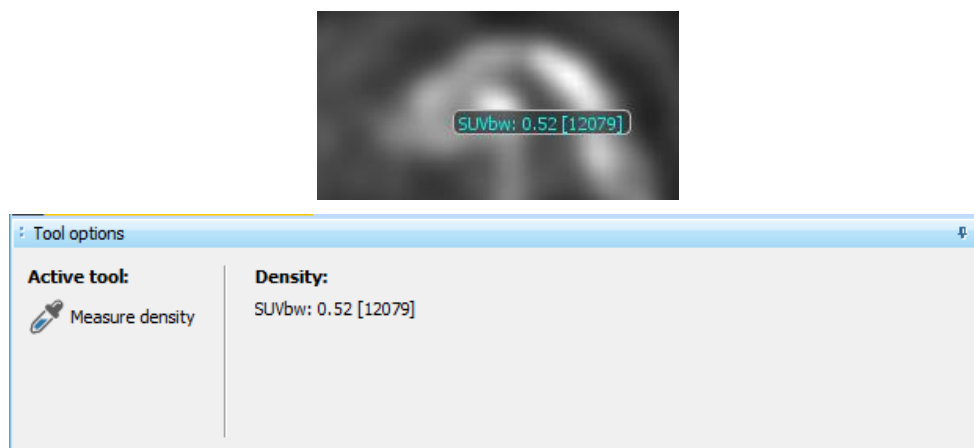 SUVbw: 0.52 [12079]
Tool options
Active tool:
Measure density
Density:
SUVbw: 0.52 [12079]